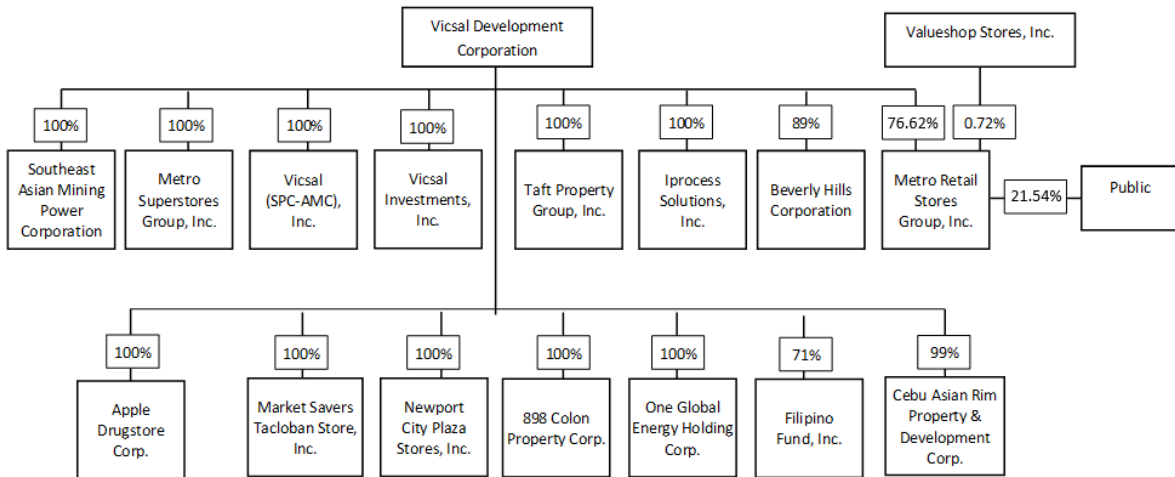 Vicsal Development
Corporation
Valueshop Stores, Inc.
100%
100%
100%
100%
100%
100%
89%
76.62%
0.72%
Southeast
Asian Mining
Power
Corporation
Metro
Superstores
Group, Inc.
Vicsal
(SPC-AMC),
Inc.
Vicsal
Investments,
Inc.
Taft Property
Group, Inc.
Iprocess
Solutions,
Inc.
Beverly Hills
Corporation
Metro Retail
Stores
Group, Inc.
21.54%
Public
100%
100%
100%
100%
100%
71%
99%
Apple
Drugstore
Corp.
Market Savers
Tacloban Store,
Inc.
Newport
City Plaza
Stores, Inc.
898 Colon
Property Corp.
One Global
Energy Holding
Corp.
Filipino
Fund, Inc.
Cebu Asian Rim
Property &
Development
Corp.